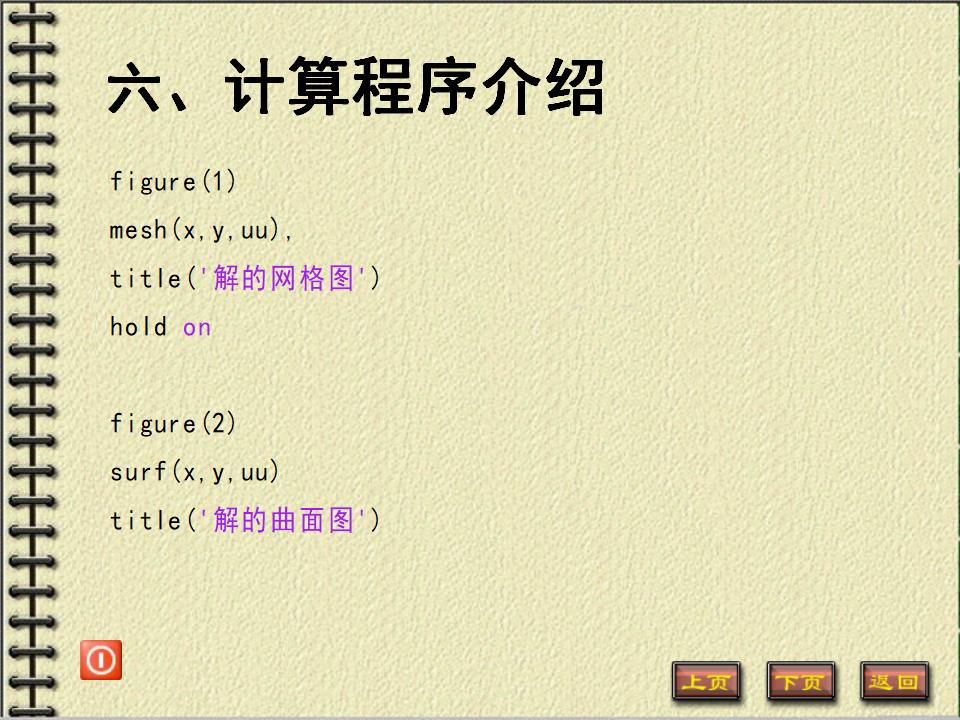 六、计算程序介绍
figure(1)
mesh(x,y,uu),
title('解的网格图')
hold on
figure(2)
surf(x,y,uu)
title('解的曲面图')
上页 下页 返回